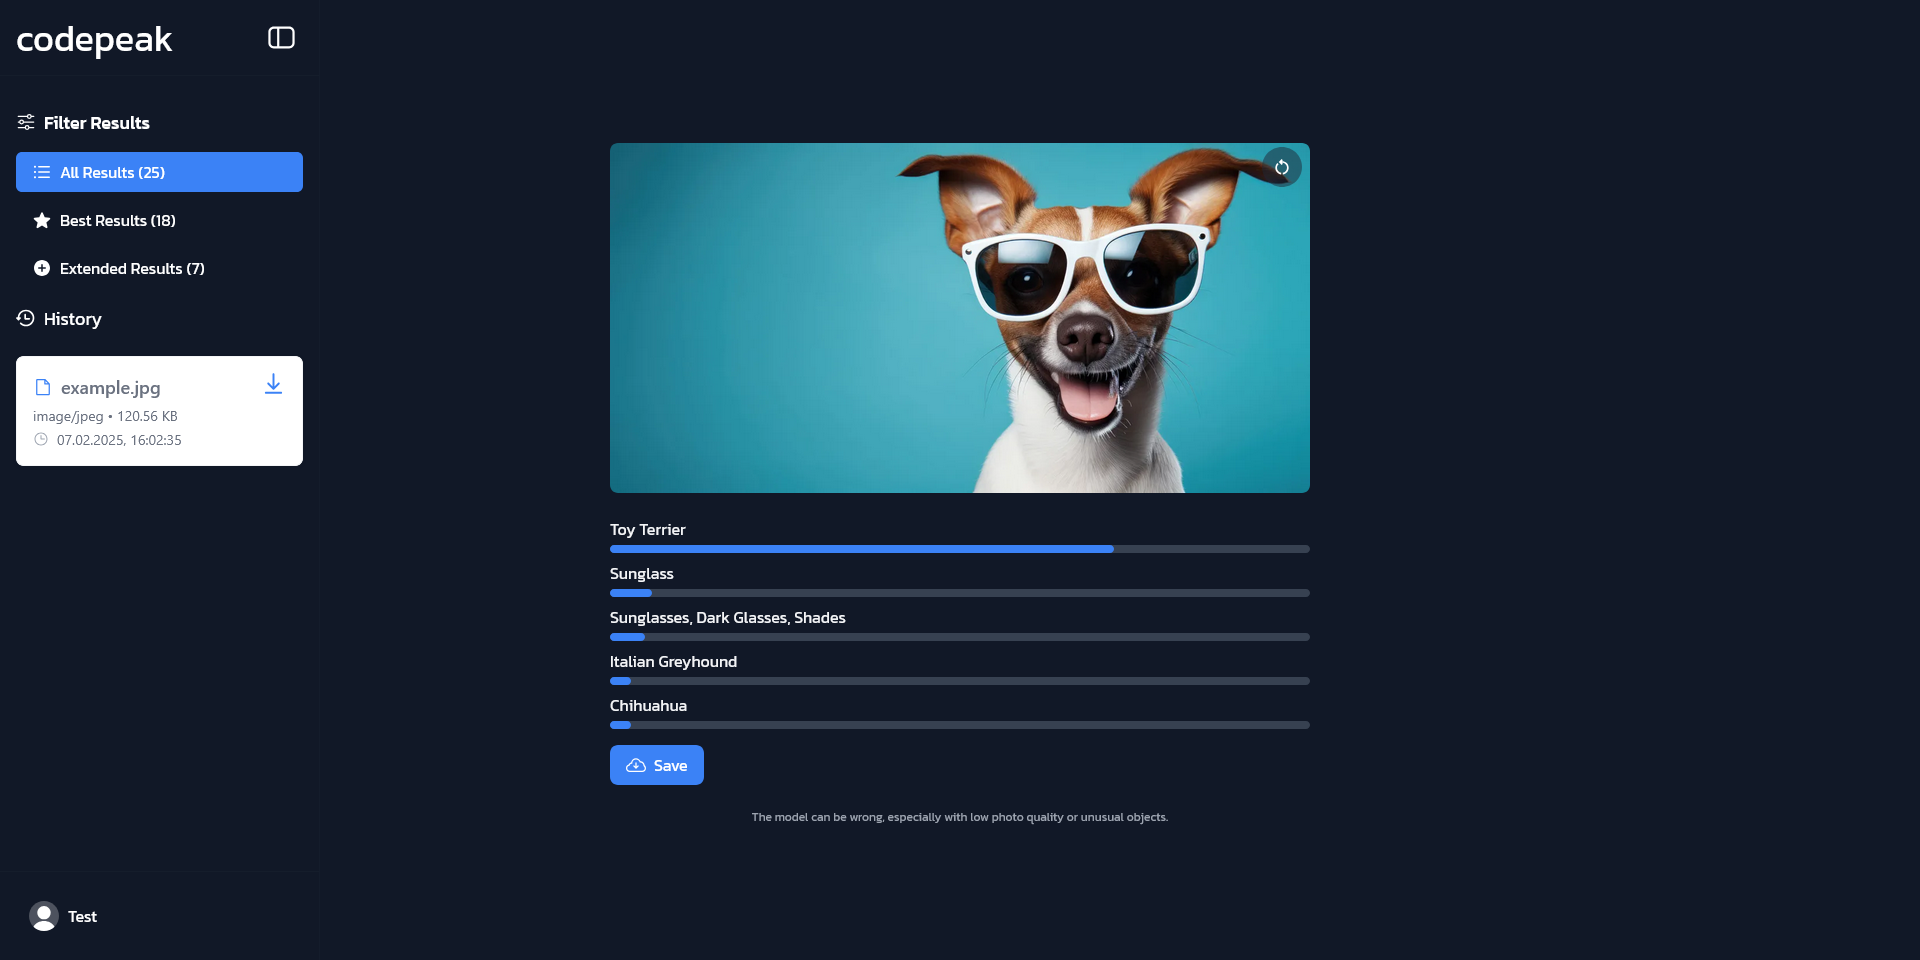 codepeak
Filter Results
All Results (25)
Best Results (18)
Extended Results (7)
History
example.jpg
image/jpeg • 120.56 KB
07.02.2025, 16:02:35
Test
Toy Terrier
Sunglass
Sunglasses, Dark Glasses, Shades
Italian Greyhound
Chihuahua
Save
The model can be wrong, especially with low photo quality or unusual objects.